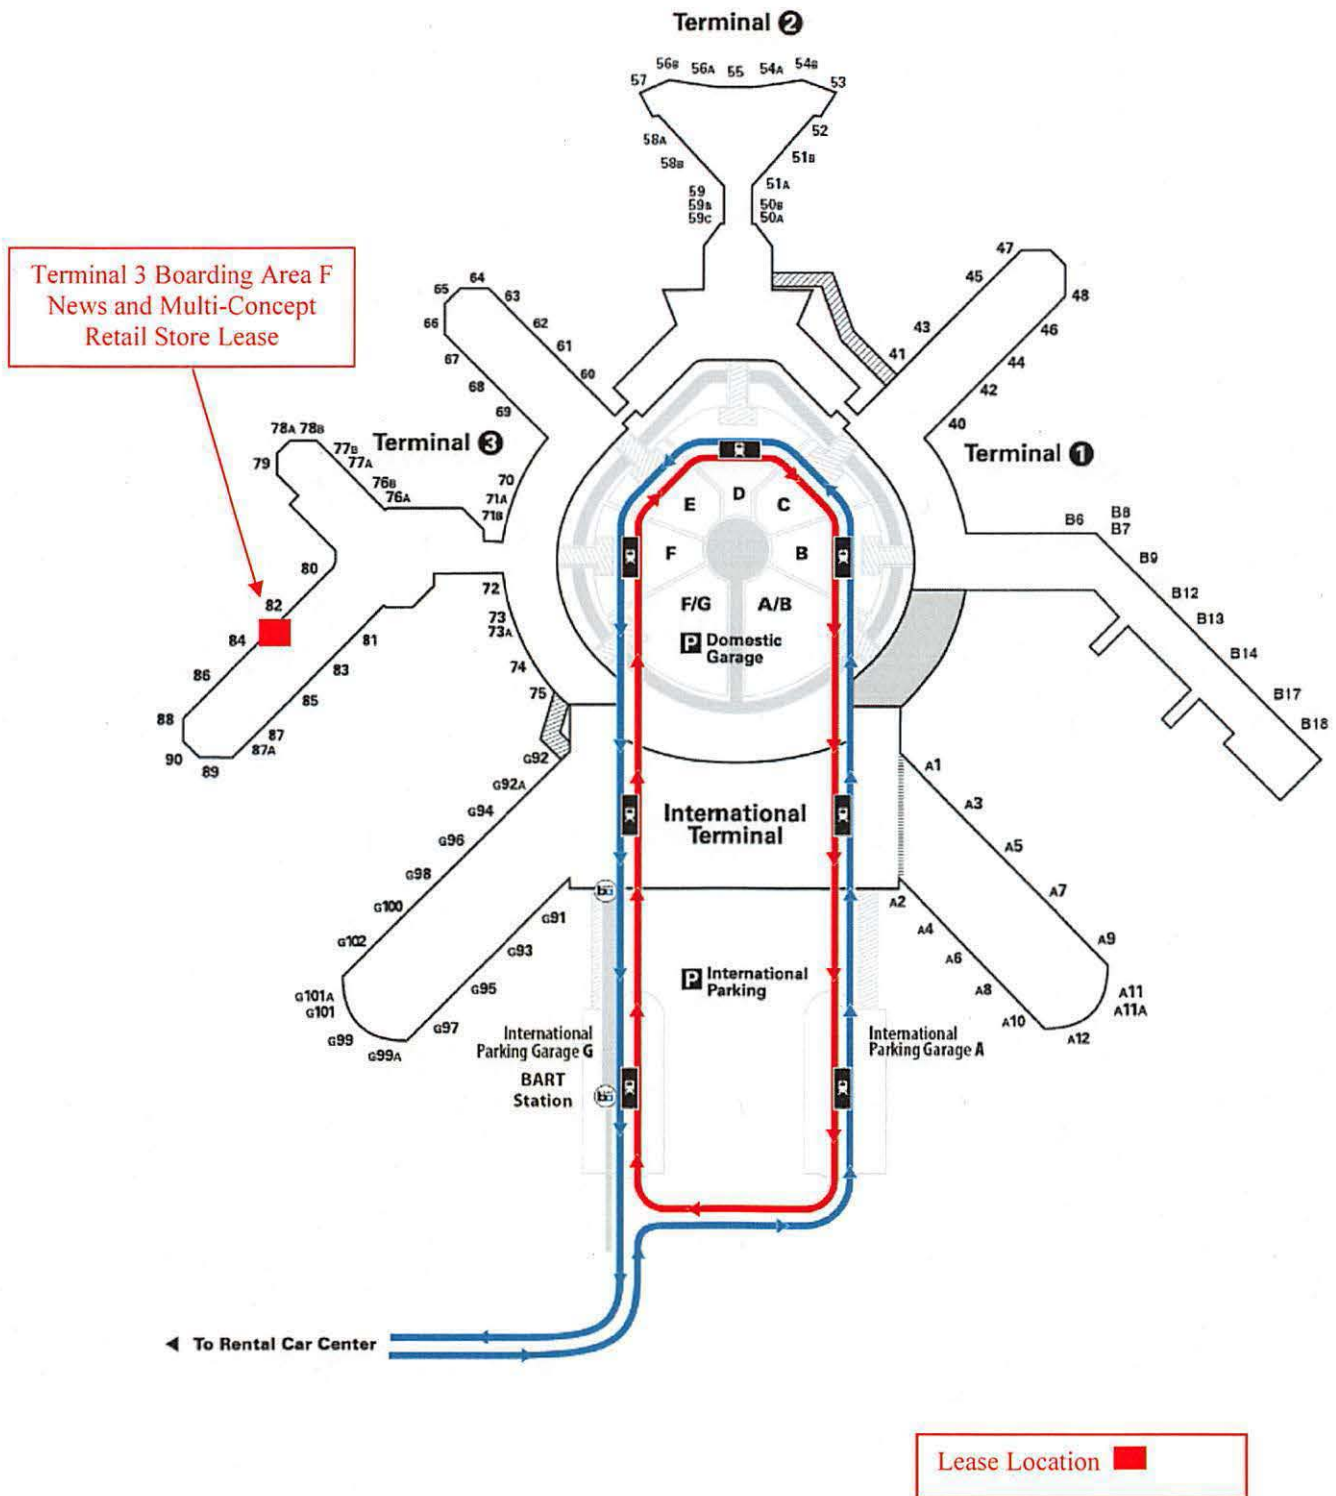 Terminal 2
56B
56A
55
54A
54B
57
53
58A
52
58B
51B
59
59B
59C
51A
50B
50A
Terminal 3 Boarding Area F
News and Multi-Concept
Retail Store Lease
65
64
63
66
62
67
61
68
60
69
47
45
48
43
46
41
44
42
40
78A 78B
77B
77A
79
76B
76A
Terminal 3
70
71A
71B
Terminal 1
80
82
84
86
88
90
89
87A
87
85
83
81
72
73
73A
74
75
E
D
C
F
B
F/G
A/B
P Domestic
Garage
B6
B8
B7
B9
B12
B13
B14
B17
B18
G92
G92A
G94
G96
G98
G100
G102
G101A
G101
G99
G99A
G97
G95
G93
G91
International
Terminal
A1
A3
A5
A7
A9
A2
A4
A6
A8
A10
A11
A11A
A12
P International
Parking
International
Parking Garage G
International
Parking Garage A
BART
Station
ba
ba
To Rental Car Center
Lease Location